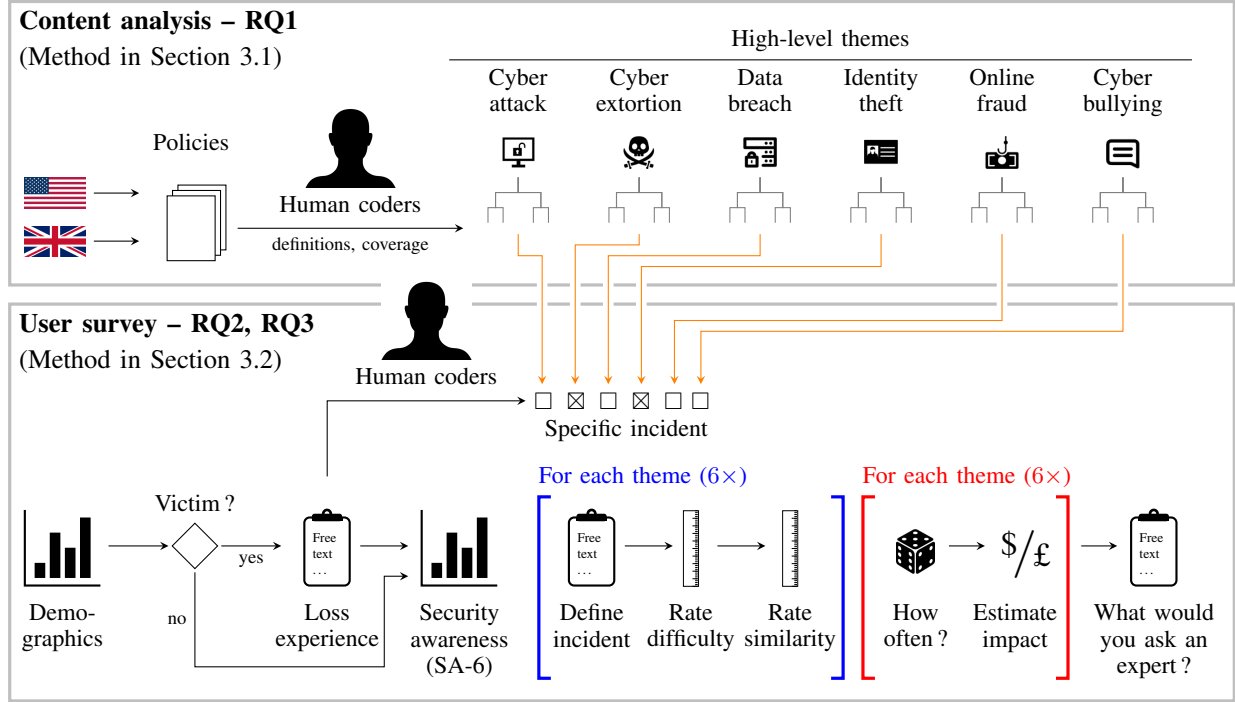 Content analysis – RQ1
(Method in Section 3.1)
High-level themes
Cyber attack
Cyber extortion
Data breach
Identity theft
Online fraud
Cyber bullying
Policies
Human coders
definitions, coverage
User survey – RQ2, RQ3
(Method in Section 3.2)
Human coders
Specific incident
For each theme (6×)
For each theme (6×)
Victim ?
yes
no
Free
text
...
Free
text
...
$/£
Free
text
...
Demo-
graphics
Loss
experience
Security
awareness
(SA-6)
Define
incident
Rate
difficulty
Rate
similarity
How
often ?
Estimate
impact
What would
you ask an
expert ?